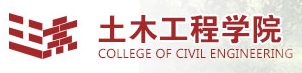 土木工程学院
COLLEGE OF CIVIL ENGINEERING